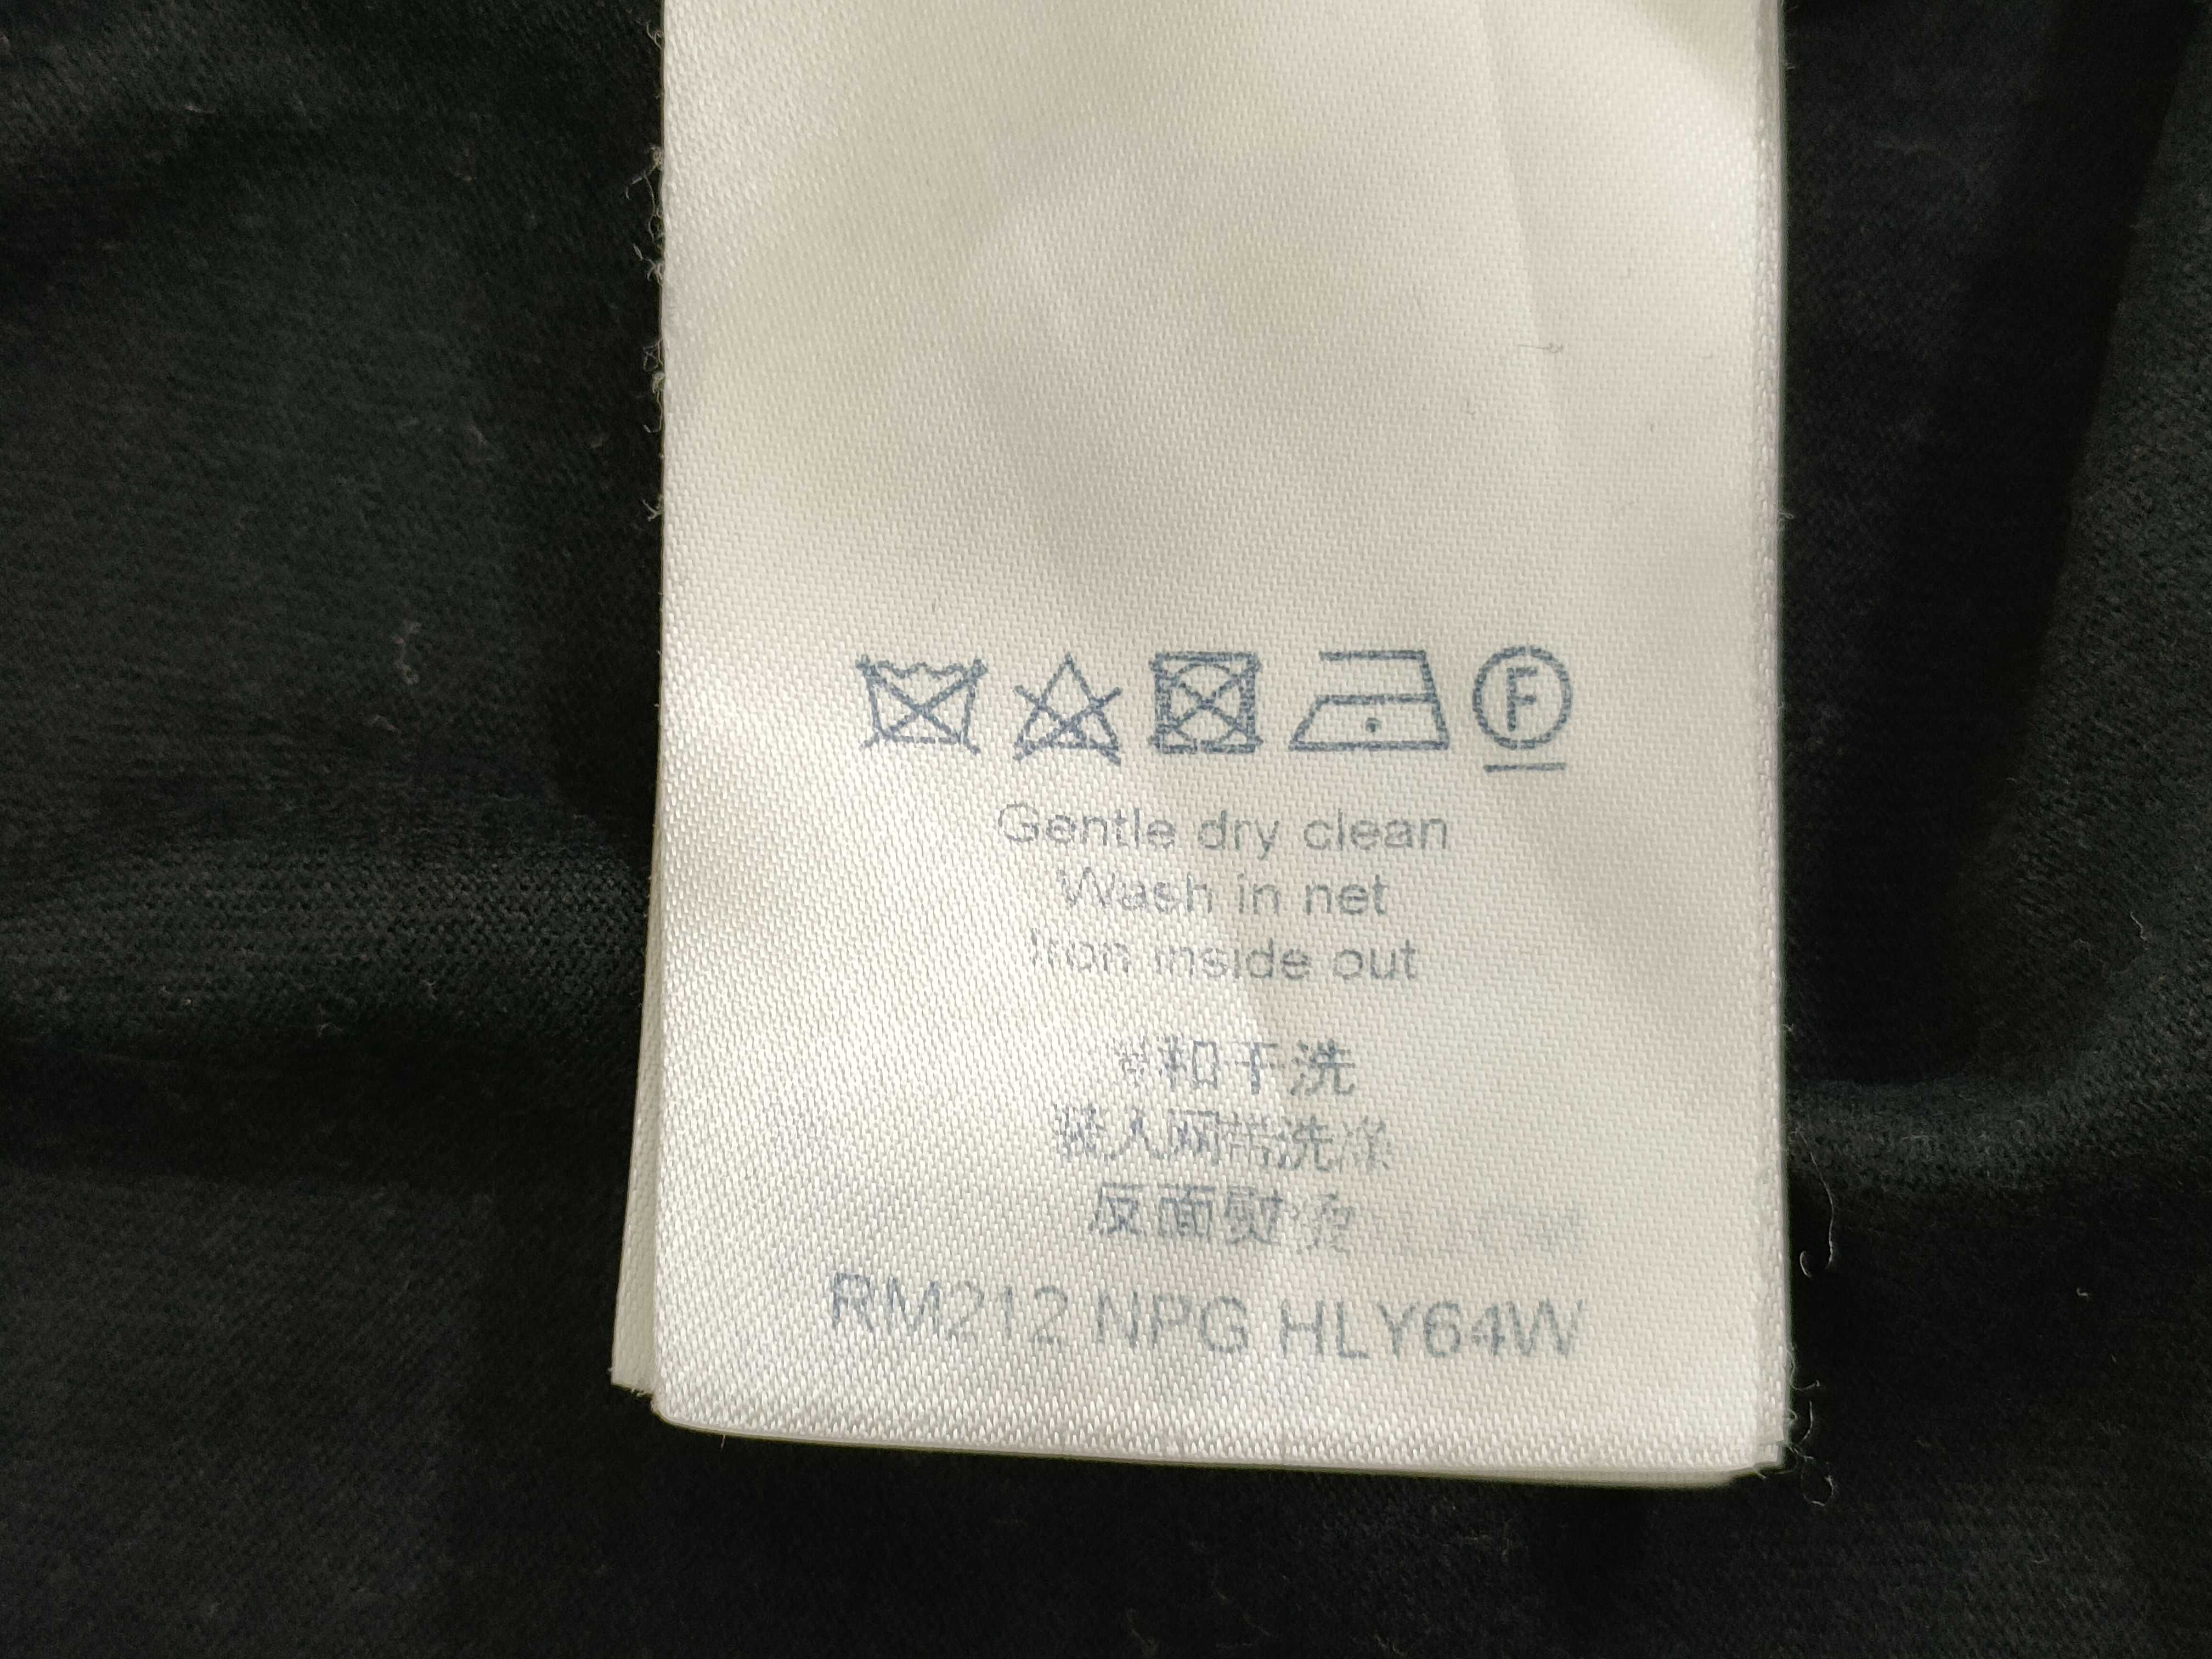 F
Gentle dry clean
Wash in net
Iron inside out
柔和干洗
装入网袋洗涤
反面熨烫
RM212 NPG HLY64W